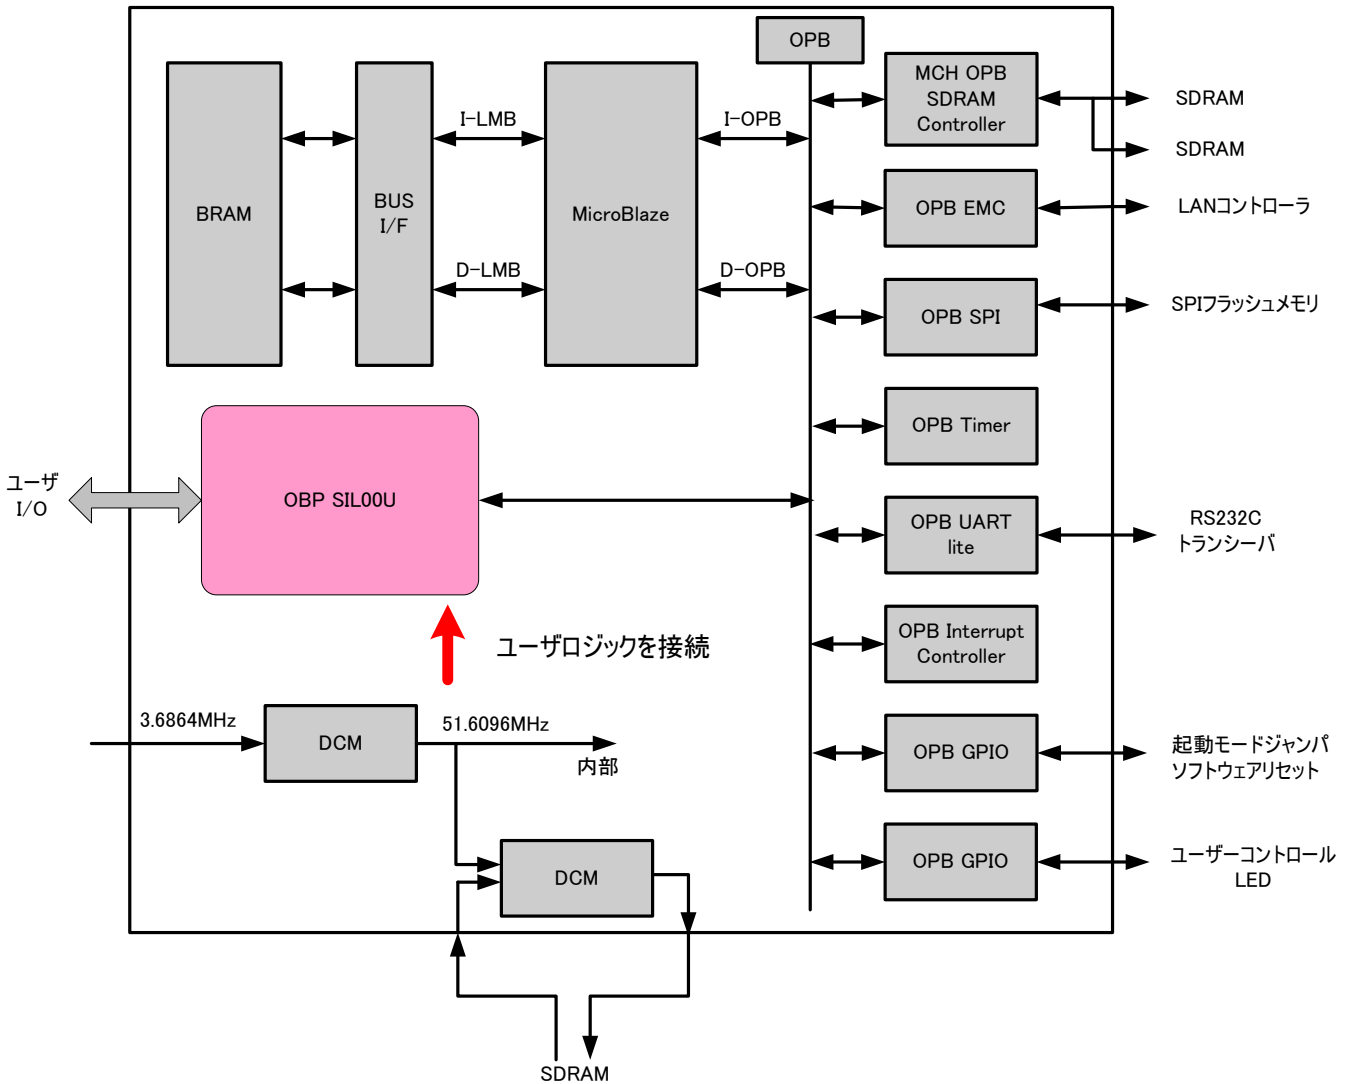 OPB
MCH OPB
SDRAM
Controller
SDRAM
SDRAM
I-LMB
I-OPB
BRAM
BUS
I/F
MicroBlaze
OPB EMC
LANコントローラ
D-LMB
D-OPB
OPB SPI
SPIフラッシュメモリ
OPB Timer
ユーザ
I/O
OBP SIL00U
OPB UART
lite
RS232C
トランシーバ
ユーザロジックを接続
OPB Interrupt
Controller
3.6864MHz
DCM
51.6096MHz
内部
OPB GPIO
起動モードジャンパ
ソフトウェアリセット
DCM
OPB GPIO
ユーザーコントロール
LED
SDRAM